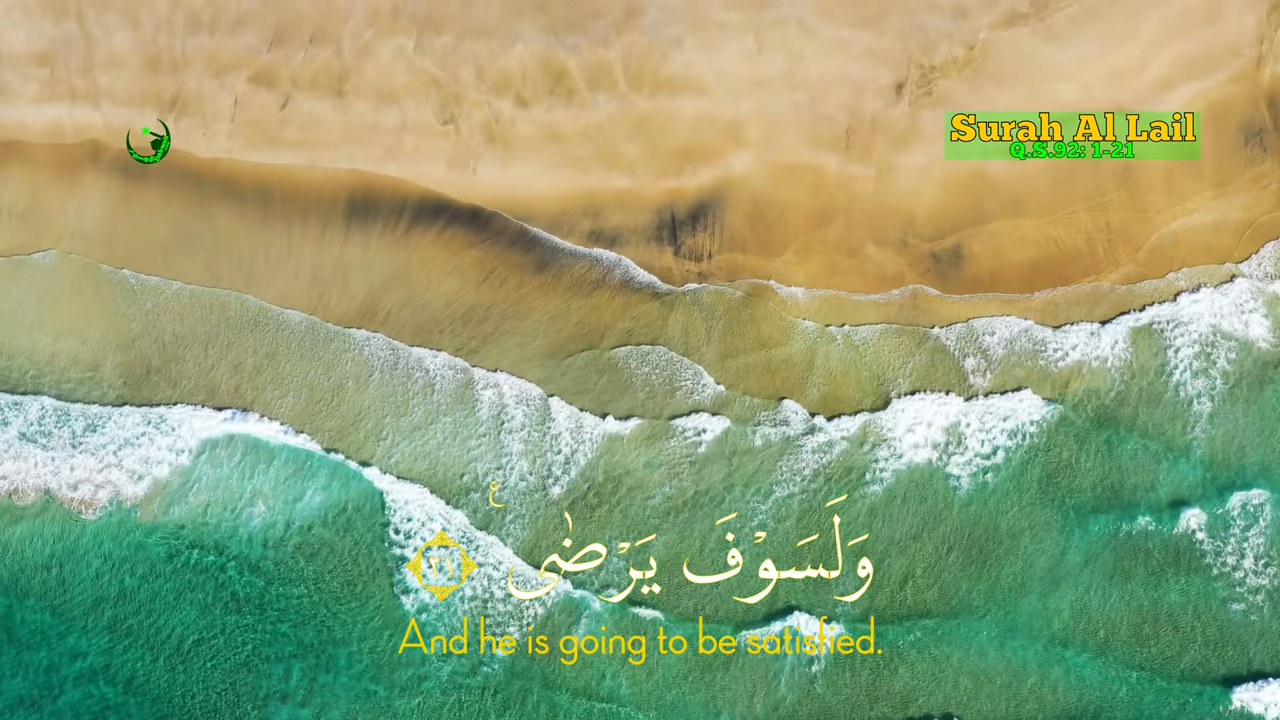 Surah Al Lail
Q.S.92: 1-21
وَلَسَوْفَ يَرْضٰى ࣖ ۝٢١
And he is going to be satisfied.